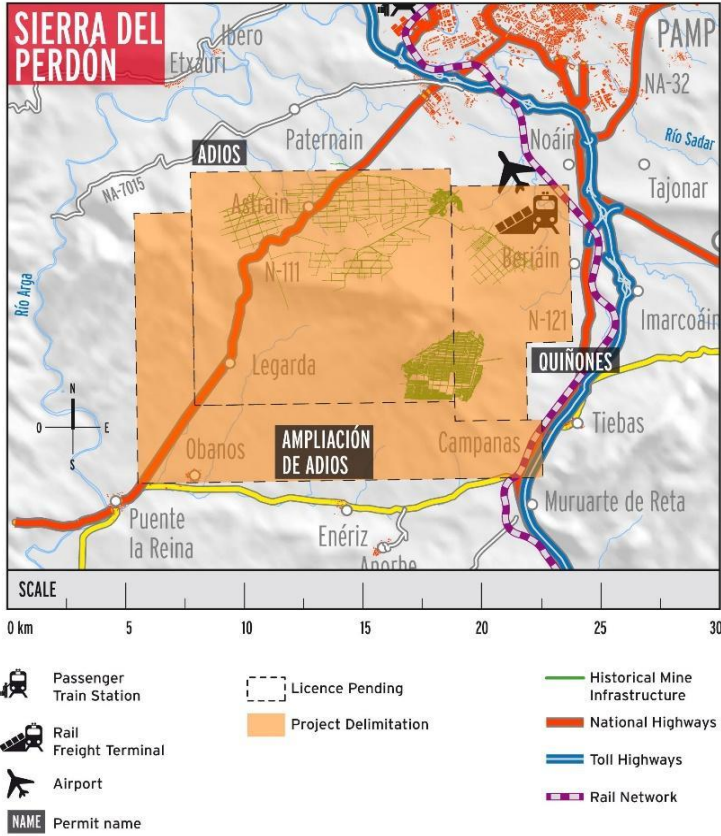 SIERRA DEL
PERDÓN
Ibero
Etxauri
PAMP
NA-32
Paternain
Noáin
Río Sadar
ADIOS
NA-7015
Tajonar
Astrain
Beriáin
N-111
Río Arga
N-121
Imarcoáin
Legarda
QUIÑONES
N
O
E
S
Tiebas
Obanos
AMPLIACIÓN
DE ADIOS
Campanas
Muruarte de Reta
Puente
la Reina
Enériz
Añorbe
SCALE
0 km
5
10
15
20
25
30
Passenger
Train Station
Rail
Freight Terminal
Airport
NAME
Permit name
Licence Pending
Project Delimitation
Historical Mine
Infrastructure
National Highways
Toll Highways
Rail Network